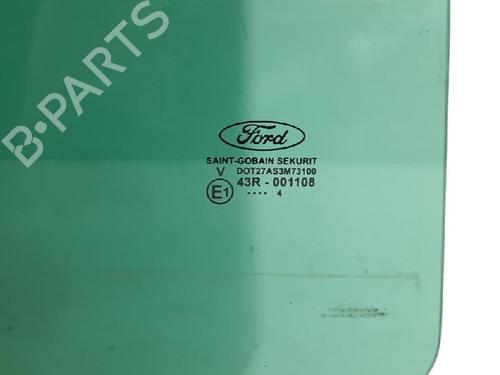 B-PARTS
Ford
SAINT-GOBAIN SEKURIT
V DOT27AS3M73100
E1 43R - 001108
.... 4